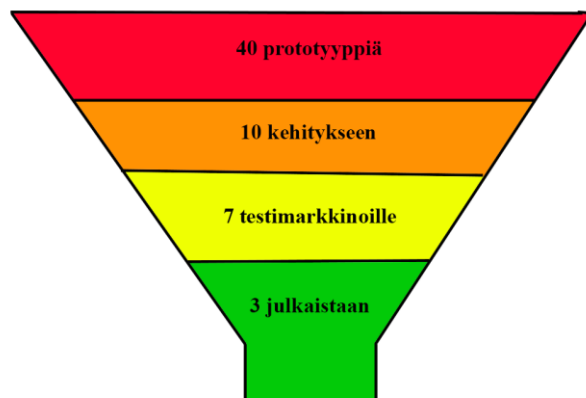 40 prototyyppiä
10 kehitykseen
7 testimarkkinoille
3 julkaistaan